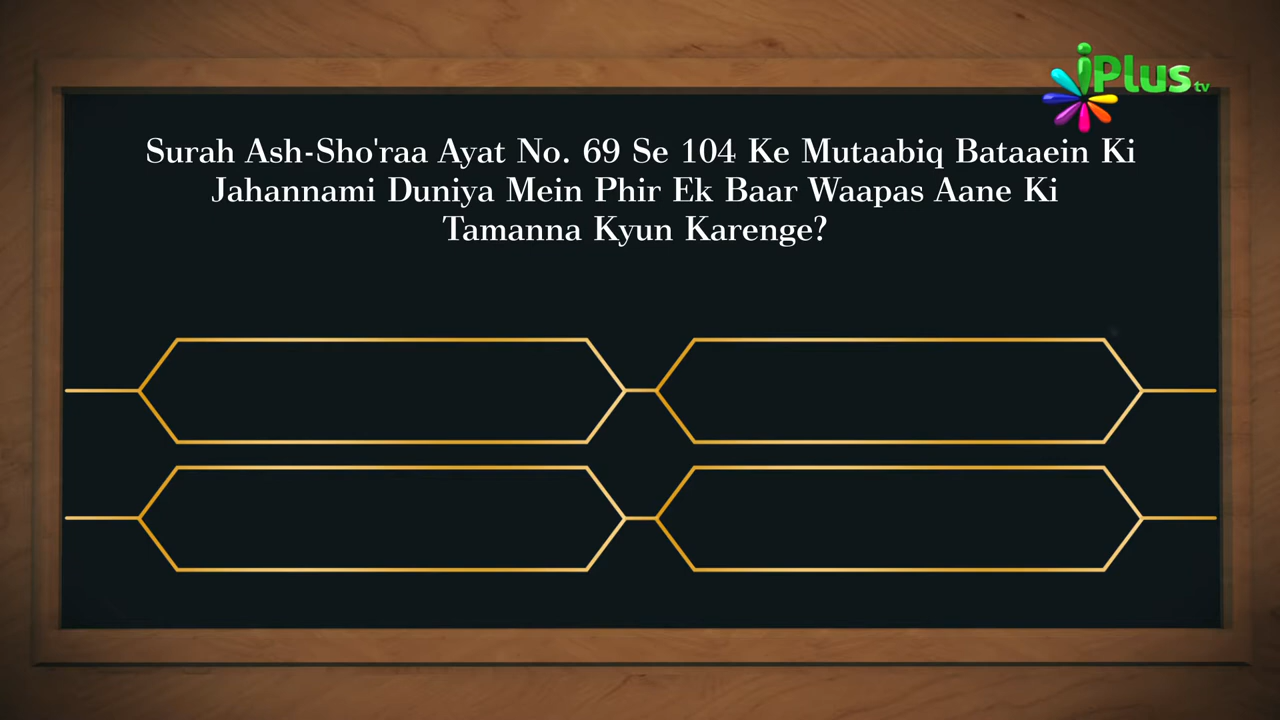 iPlus tv
Surah Ash-Sho'raa Ayat No. 69 Se 104 Ke Mutaabiq Bataaein Ki
Jahannami Duniya Mein Phir Ek Baar Waapas Aane Ki
Tamanna Kyun Karenge?